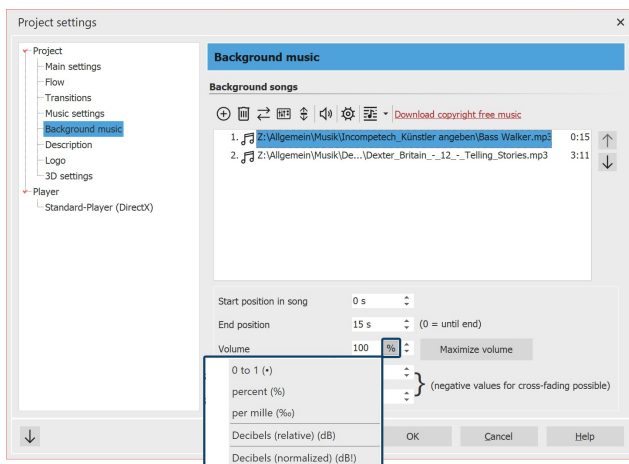 Project settings
Project
Main settings
Flow
Transitions
Music settings
Background music
Description
Logo
3D settings
Player
Standard-Player (DirectX)
Background music
Background songs
Download copyright free music
1. Z:\Allgemein\Musik\Incompetech_Künstler angeben\Bass Walker.mp3 0:15
2. Z:\Allgemein\Musik\De...\Dexter_Britain_-_12_-_Telling_Stories.mp3 3:11
Start position in song 0 s
End position 15 s (0 = until end)
Volume 100 % Maximize volume
(negative values for cross-fading possible)
0 to 1 (•)
percent (%)
per mille (‰)
Decibels (relative) (dB)
Decibels (normalized) (dB!)
OK Cancel Help